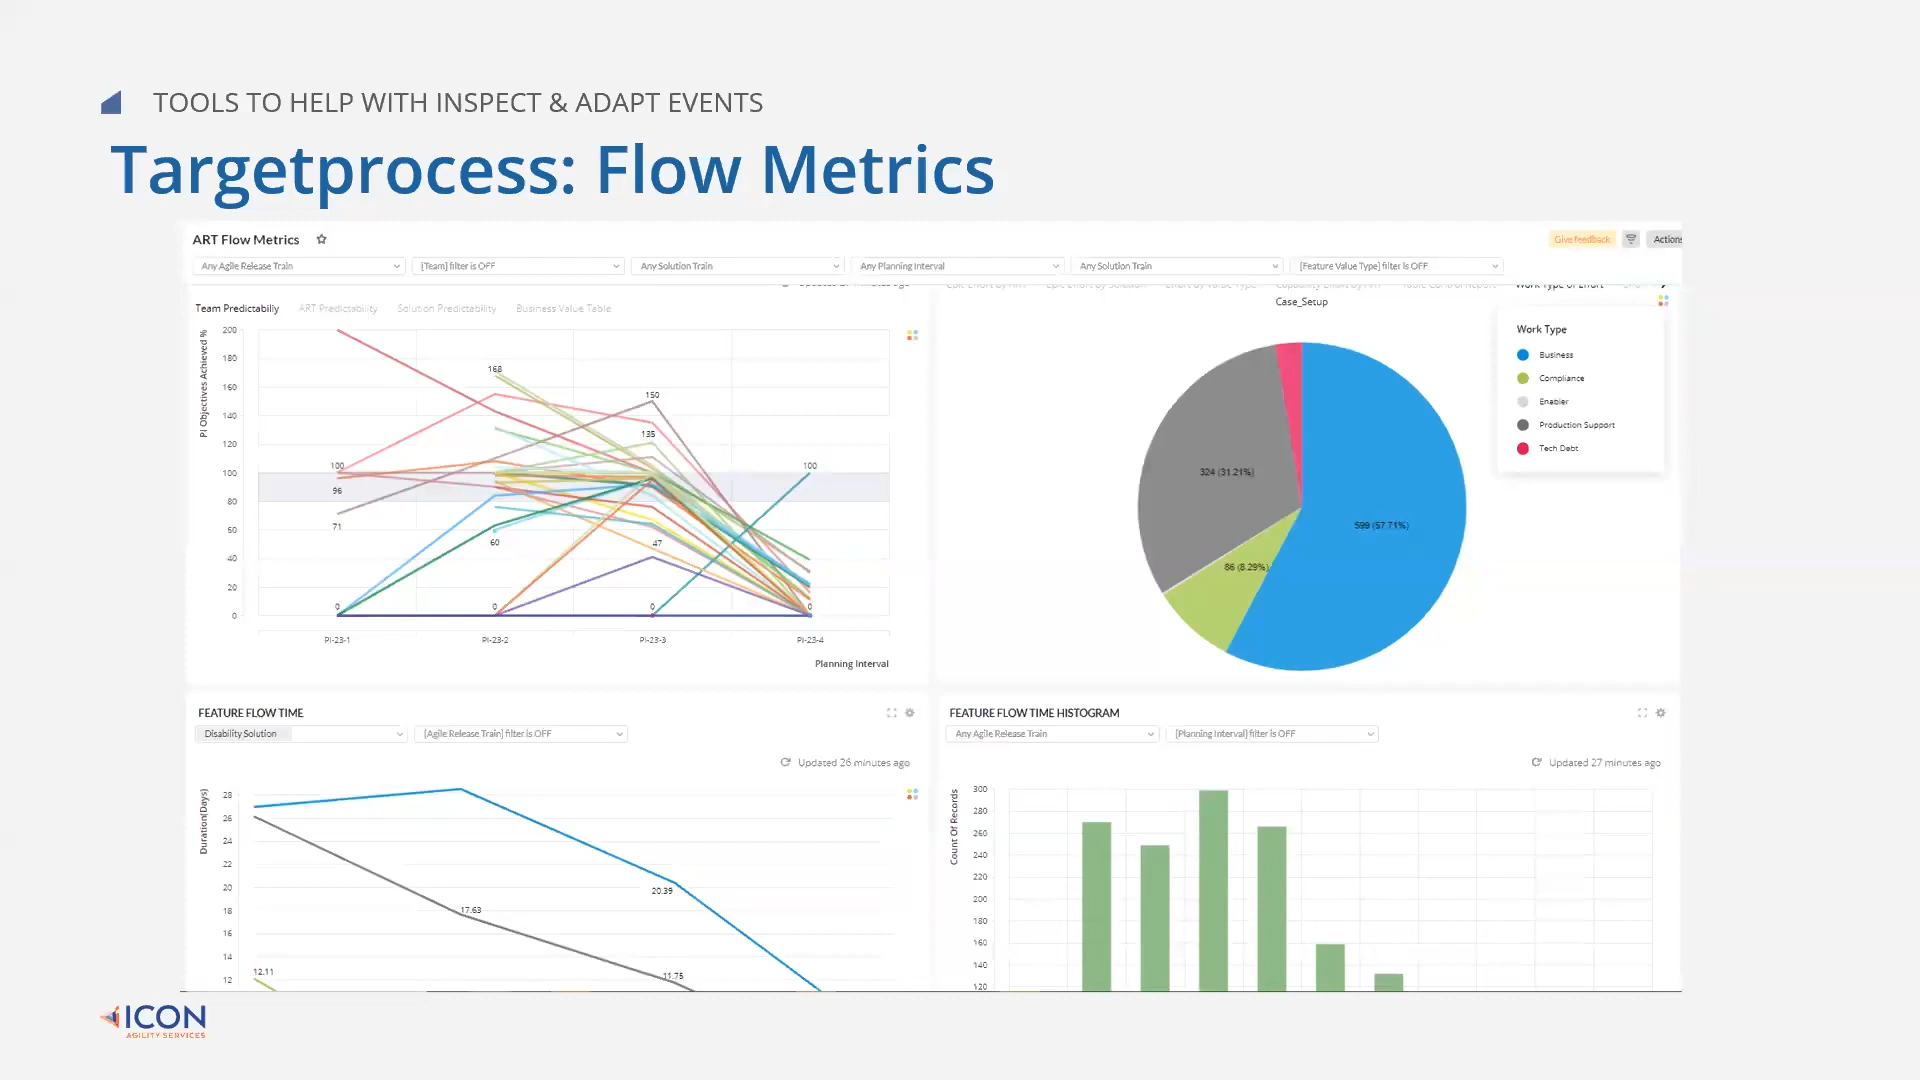 TOOLS TO HELP WITH INSPECT & ADAPT EVENTS
Targetprocess: Flow Metrics
ART Flow Metrics
Give feedback
Actions
Any Agile Release Train
[Team] filter is OFF
Any Solution Train
Any Planning Interval
Any Solution Train
[Feature Value Type] filter is OFF
Team Predictabiliy
ART Predictability
Solution Predictability
Business Value Table
PI Objectives Achieved %
200
180
160
140
120
100
80
60
40
20
0
100
96
71
0
168
60
0
150
135
47
0
100
0
PI-23-1
PI-23-2
PI-23-3
PI-23-4
Planning Interval
Work Type of Effort
Case_Setup
324 (31.21%)
599 (57.71%)
86 (8.29%)
Work Type
Business
Compliance
Enabler
Production Support
Tech Debt
FEATURE FLOW TIME
Disability Solution
[Agile Release Train] filter is OFF
Updated 26 minutes ago
Duration(Days)
28
26
24
22
20
18
16
14
12
12.11
17.63
20.39
11.75
FEATURE FLOW TIME HISTOGRAM
Any Agile Release Train
[Planning Interval] filter is OFF
Updated 27 minutes ago
Count Of Records
300
280
260
240
220
200
180
160
140
120
ICON
AGILITY SERVICES